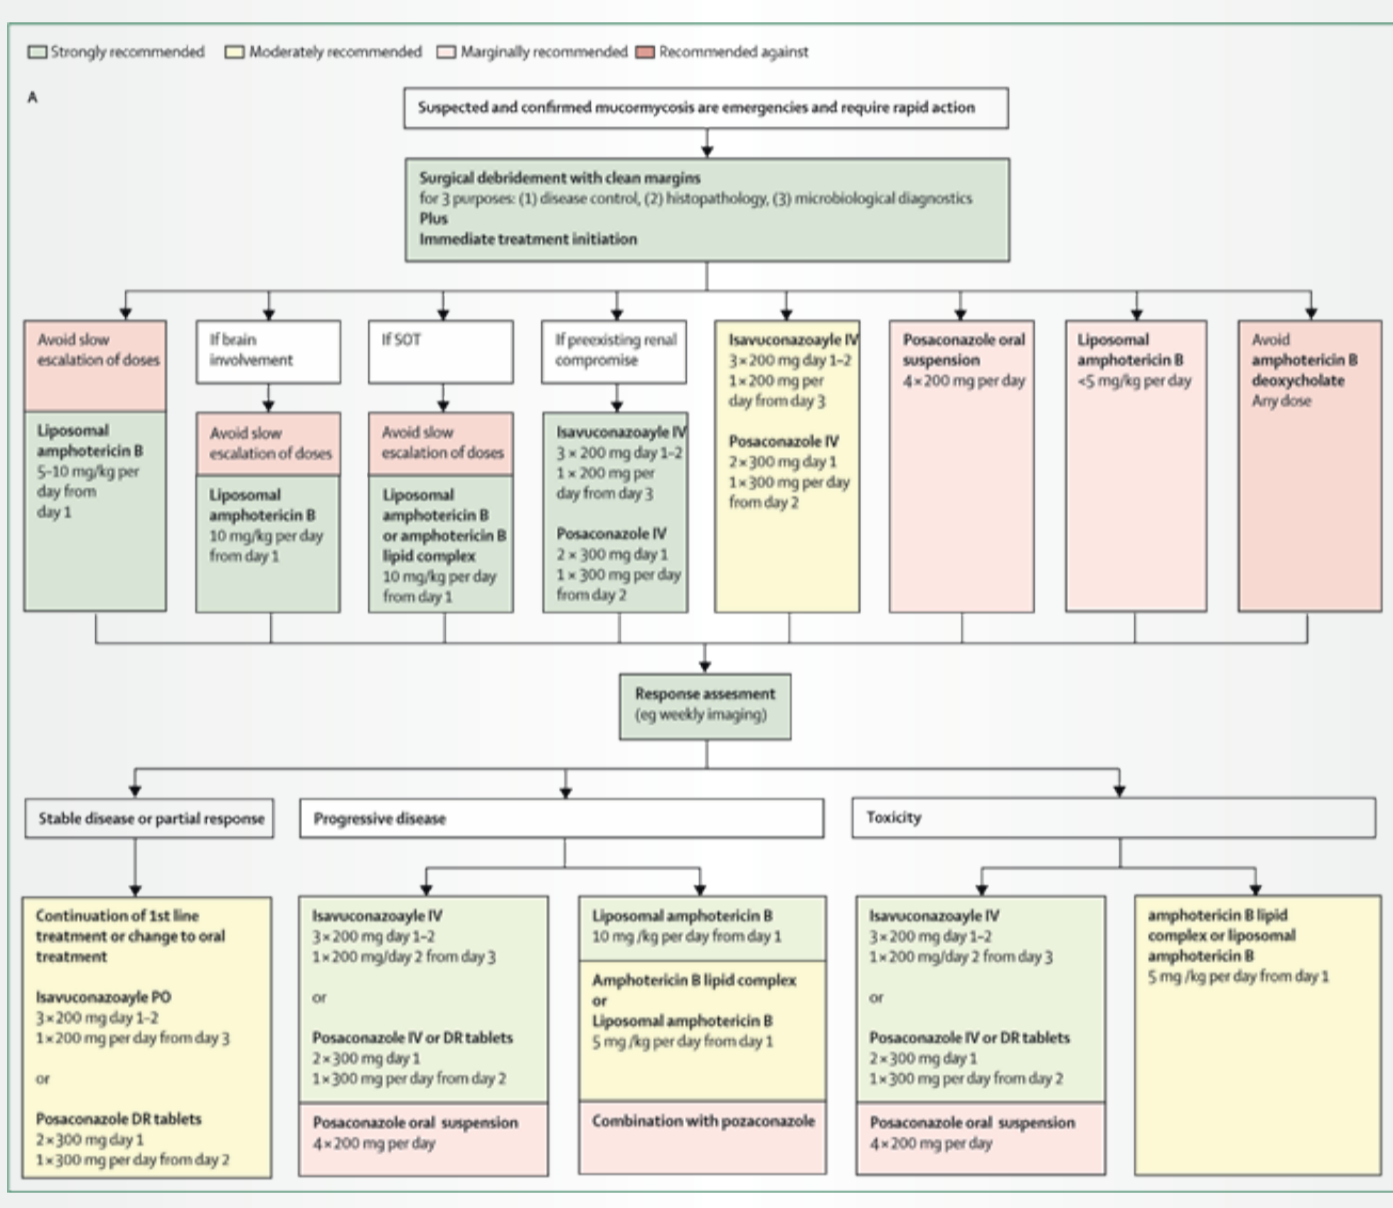 Strongly recommended
Moderately recommended
Marginally recommended
Recommended against
A
Suspected and confirmed mucormycosis are emergencies and require rapid action
Surgical debridement with clean margins
for 3 purposes: (1) disease control, (2) histopathology, (3) microbiological diagnostics
Plus
Immediate treatment initiation
Avoid slow
escalation of doses
Liposomal
amphotericin B
5–10 mg/kg per
day from
day 1
If brain
involvement
Avoid slow
escalation of doses
Liposomal
amphotericin B
10 mg/kg per day
from day 1
If SOT
Avoid slow
escalation of doses
Liposomal
amphotericin B
or amphotericin B
lipid complex
10 mg/kg per day
from day 1
If preexisting renal
compromise
Isavuconazoayle IV
3 × 200 mg day 1–2
1 × 200 mg per
day from day 3
Posaconazole IV
2 × 300 mg day 1
1 × 300 mg per day
from day 2
Isavuconazoayle IV
3×200 mg day 1–2
1×200 mg per
day from day 3
Posaconazole IV
2×300 mg day 1
1×300 mg per day
from day 2
Posaconazole oral
suspension
4×200 mg per day
Liposomal
amphotericin B
<5 mg/kg per day
Avoid
amphotericin B
deoxycholate
Any dose
Response assesment
(eg weekly imaging)
Stable disease or partial response
Continuation of 1st line
treatment or change to oral
treatment
Isavuconazoayle PO
3×200 mg day 1–2
1×200 mg per day from day 3
or
Posaconazole DR tablets
2×300 mg day 1
1×300 mg per day from day 2
Progressive disease
Isavuconazoayle IV
3×200 mg day 1–2
1×200 mg/day 2 from day 3
or
Posaconazole IV or DR tablets
2×300 mg day 1
1×300 mg per day from day 2
Posaconazole oral suspension
4×200 mg per day
Liposomal amphotericin B
10 mg /kg per day from day 1
Amphotericin B lipid complex
or
Liposomal amphotericin B
5 mg /kg per day from day 1
Combination with pozaconazole
Toxicity
Isavuconazoayle IV
3×200 mg day 1–2
1×200 mg/day 2 from day 3
or
Posaconazole IV or DR tablets
2×300 mg day 1
1×300 mg per day from day 2
Posaconazole oral suspension
4×200 mg per day
amphotericin B lipid
complex or liposomal
amphotericin B
5 mg /kg per day from day 1